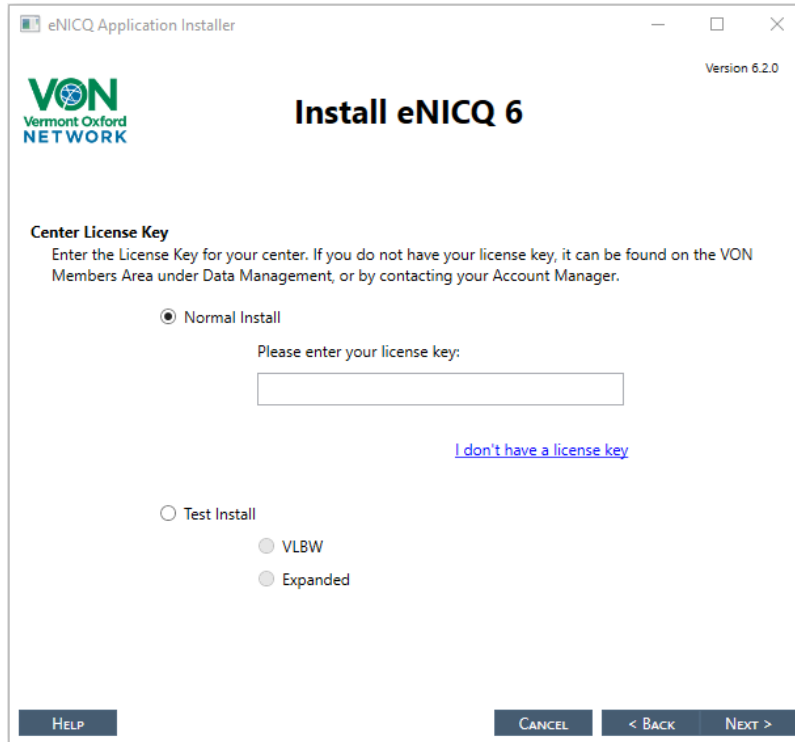 eNICQ Application Installer
Version 6.2.0
VON
Vermont Oxford
NETWORK
Install eNICQ 6
Center License Key
Enter the License Key for your center. If you do not have your license key, it can be found on the VON
Members Area under Data Management, or by contacting your Account Manager.
Normal Install
Please enter your license key:
I don't have a license key
Test Install
VLBW
Expanded
HELP
CANCEL
< BACK
NEXT >